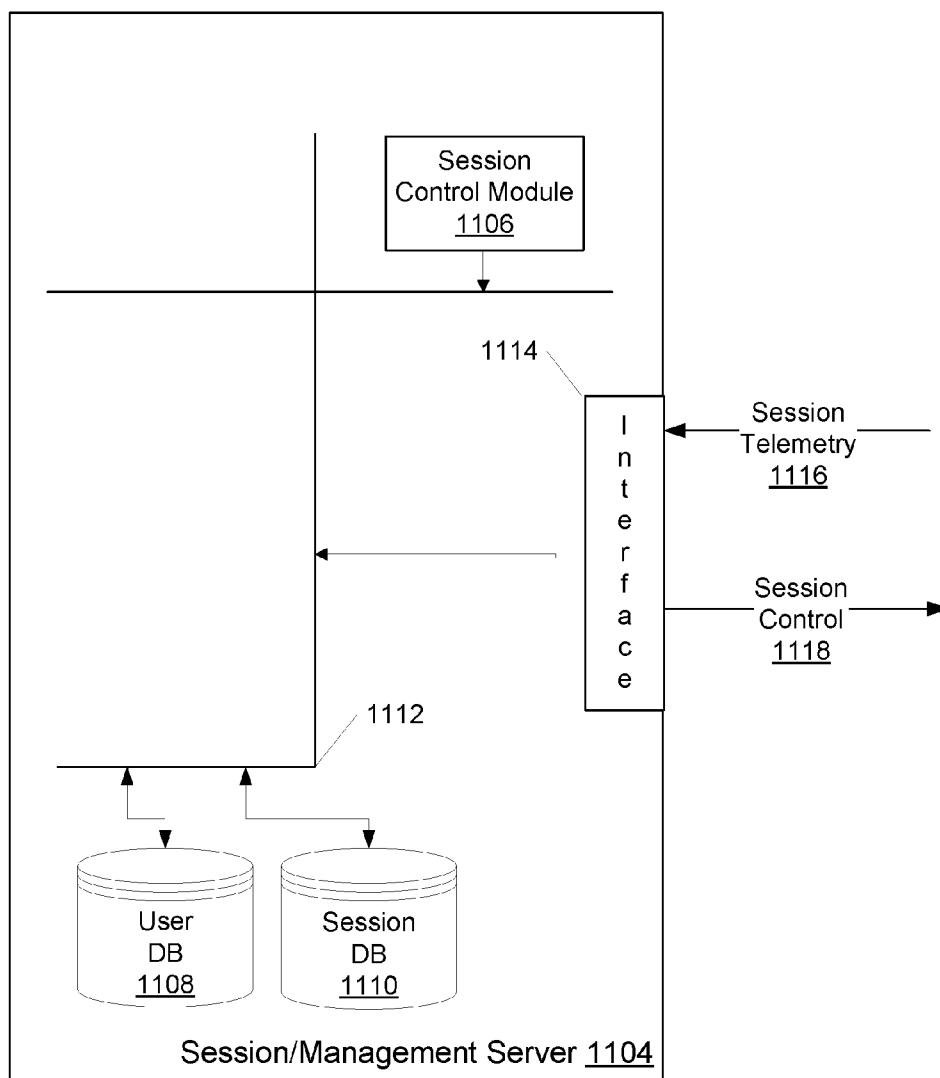 Session
Control Module
1106
1114
Interface
Session
Telemetry
1116
Session
Control
1118
1112
User
DB
1108
Session
DB
1110
Session/Management Server 1104